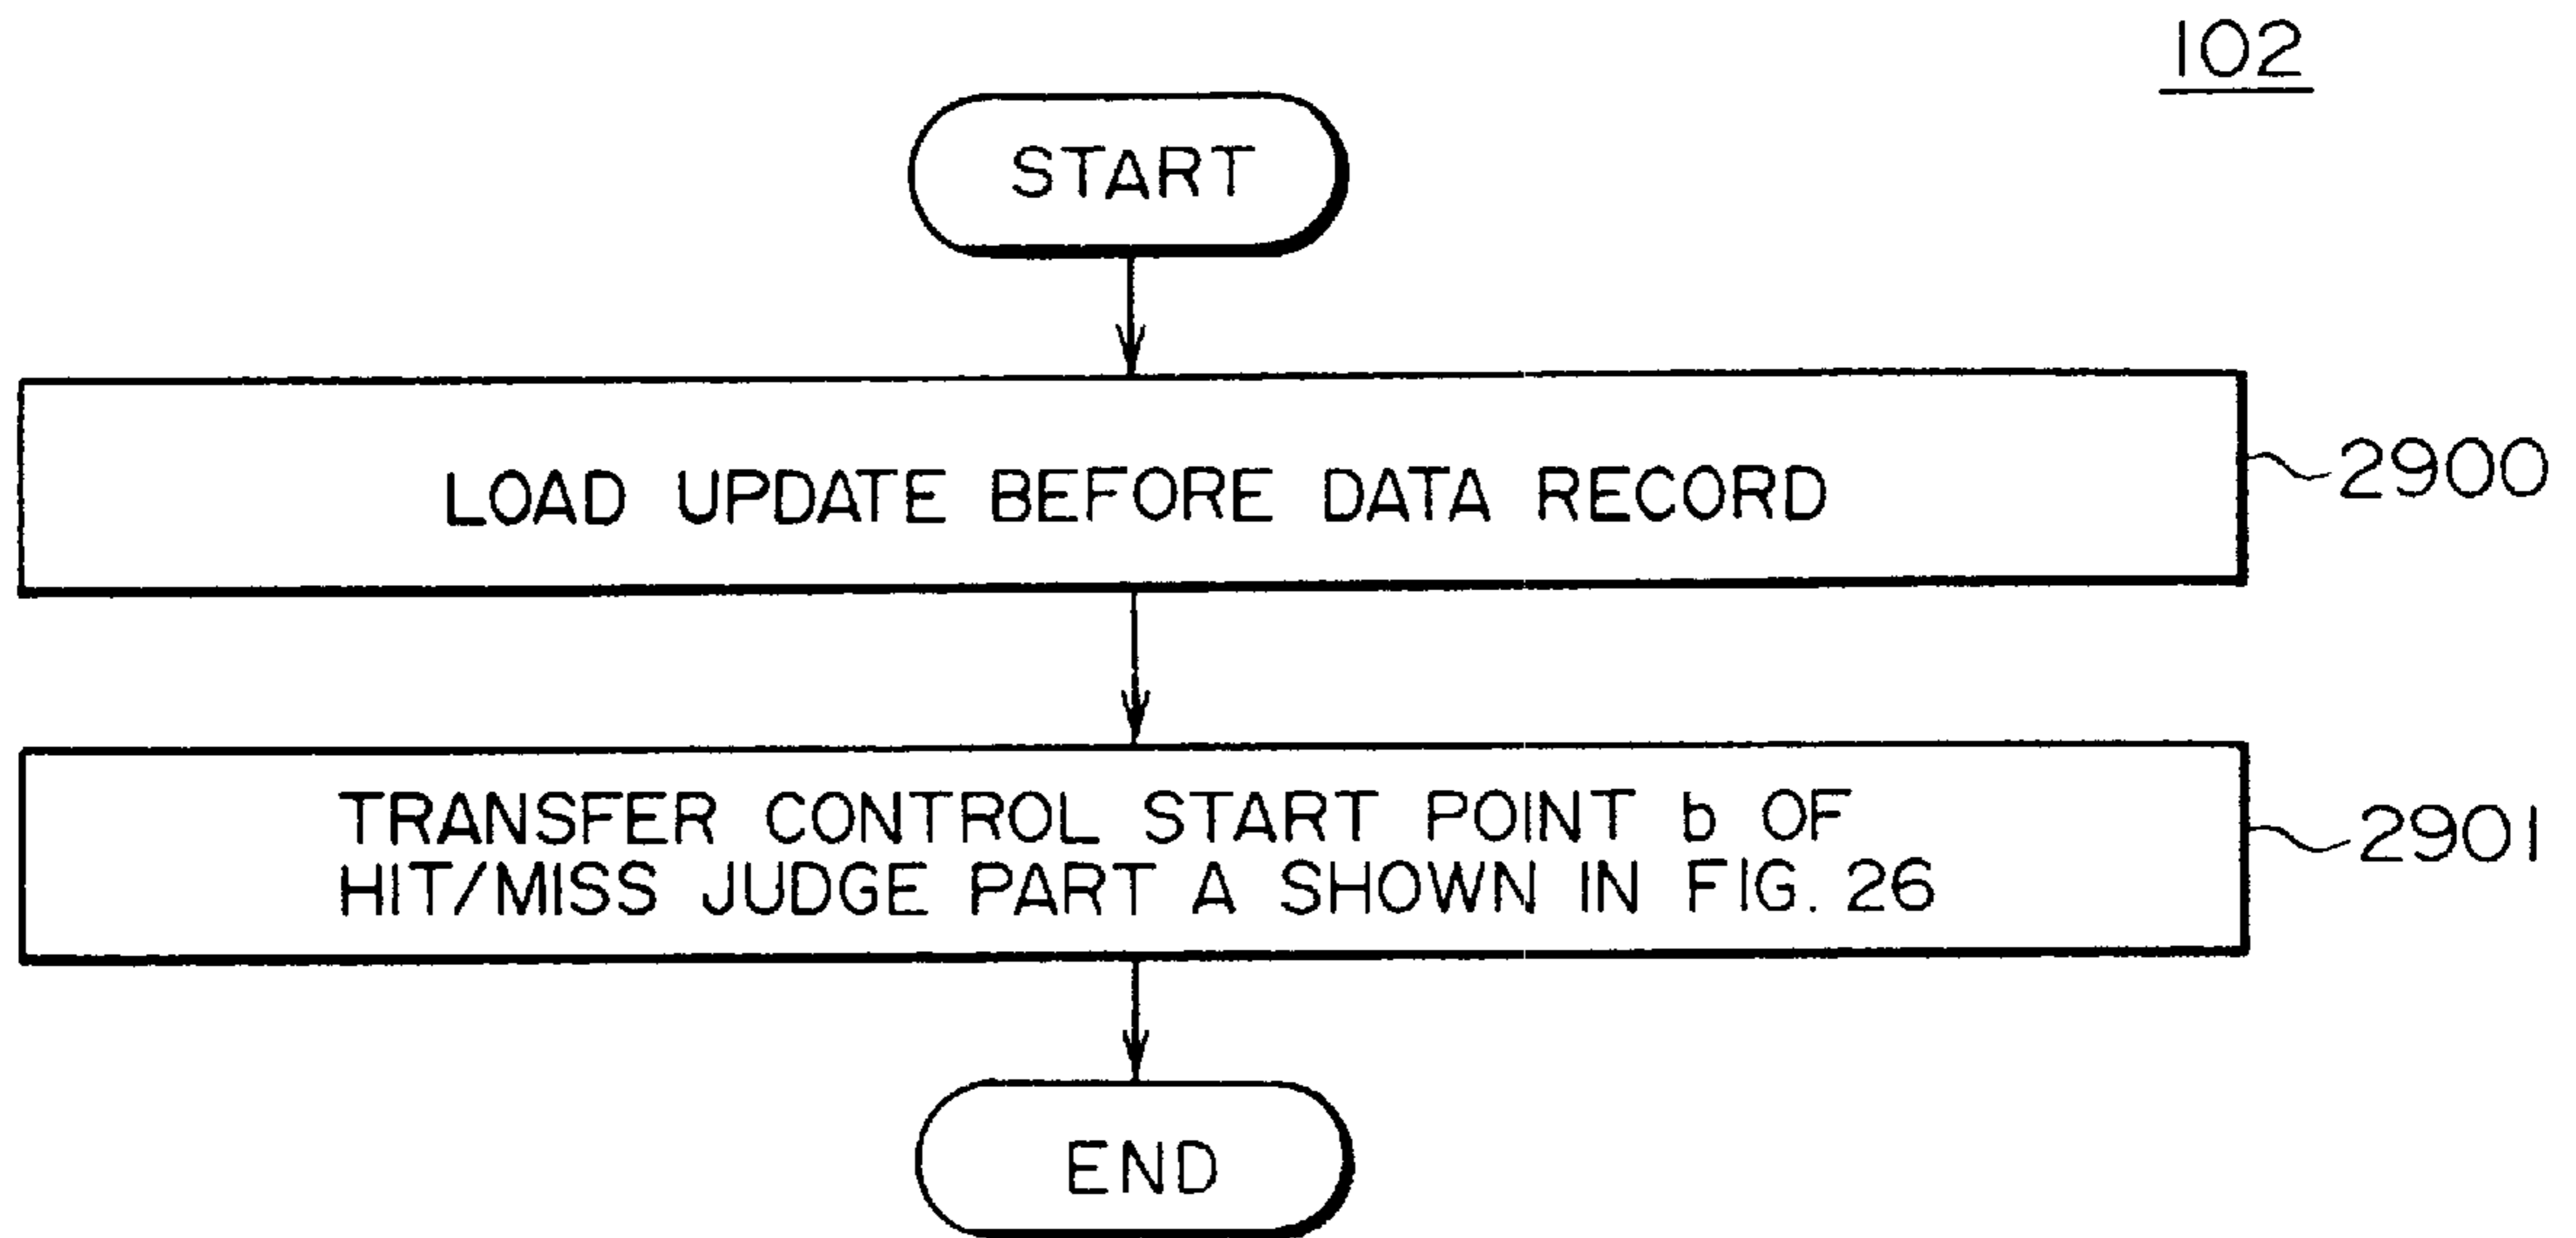 102
START
LOAD UPDATE BEFORE DATA RECORD
2900
TRANSFER CONTROL START POINT b OF
HIT/MISS JUDGE PART A SHOWN IN FIG. 26
2901
END